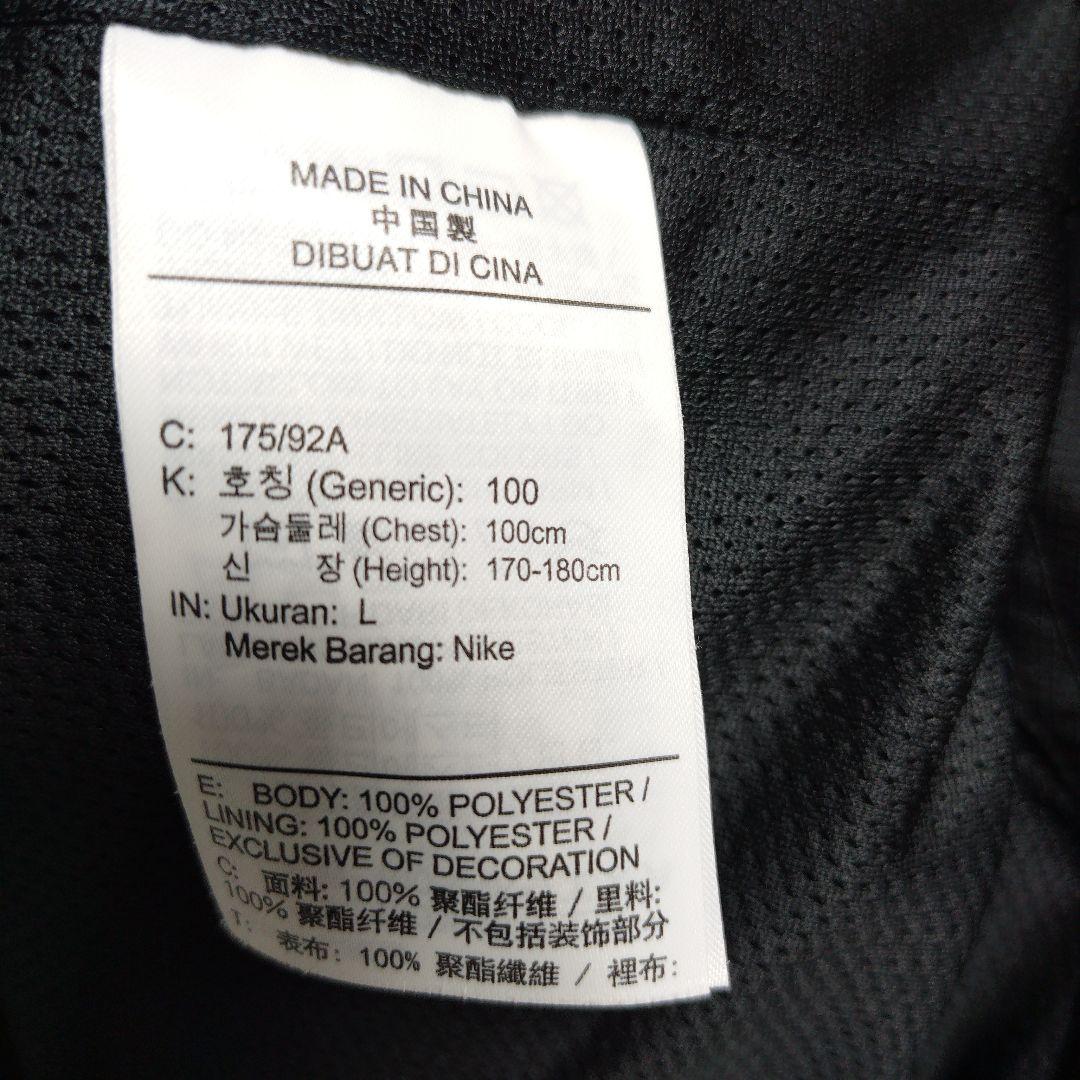 MADE IN CHINA
中国製
DIBUAT DI CINA
C: 175/92A
K: 호칭 (Generic): 100
가슴둘레 (Chest): 100cm
신 장 (Height): 170-180cm
IN: Ukuran: L
Merek Barang: Nike
E: BODY: 100% POLYESTER /
LINING: 100% POLYESTER /
EXCLUSIVE OF DECORATION
C: 面料: 100% 聚酯纤维 / 里料:
100% 聚酯纤维 / 不包括装饰部分
T: 表布: 100% 聚酯纖維 / 裡布: